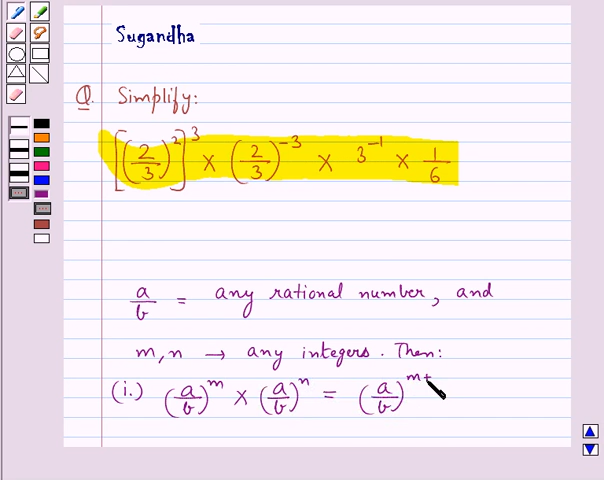 Sugandha
Q. Simplify:
[(2/3)^2]^3 × (2/3)^-3 × 3^-1 × 1/6
a/b = any rational number, and
m,n → any integers. Then:
(i.) (a/b)^m × (a/b)^n = (a/b)^m+